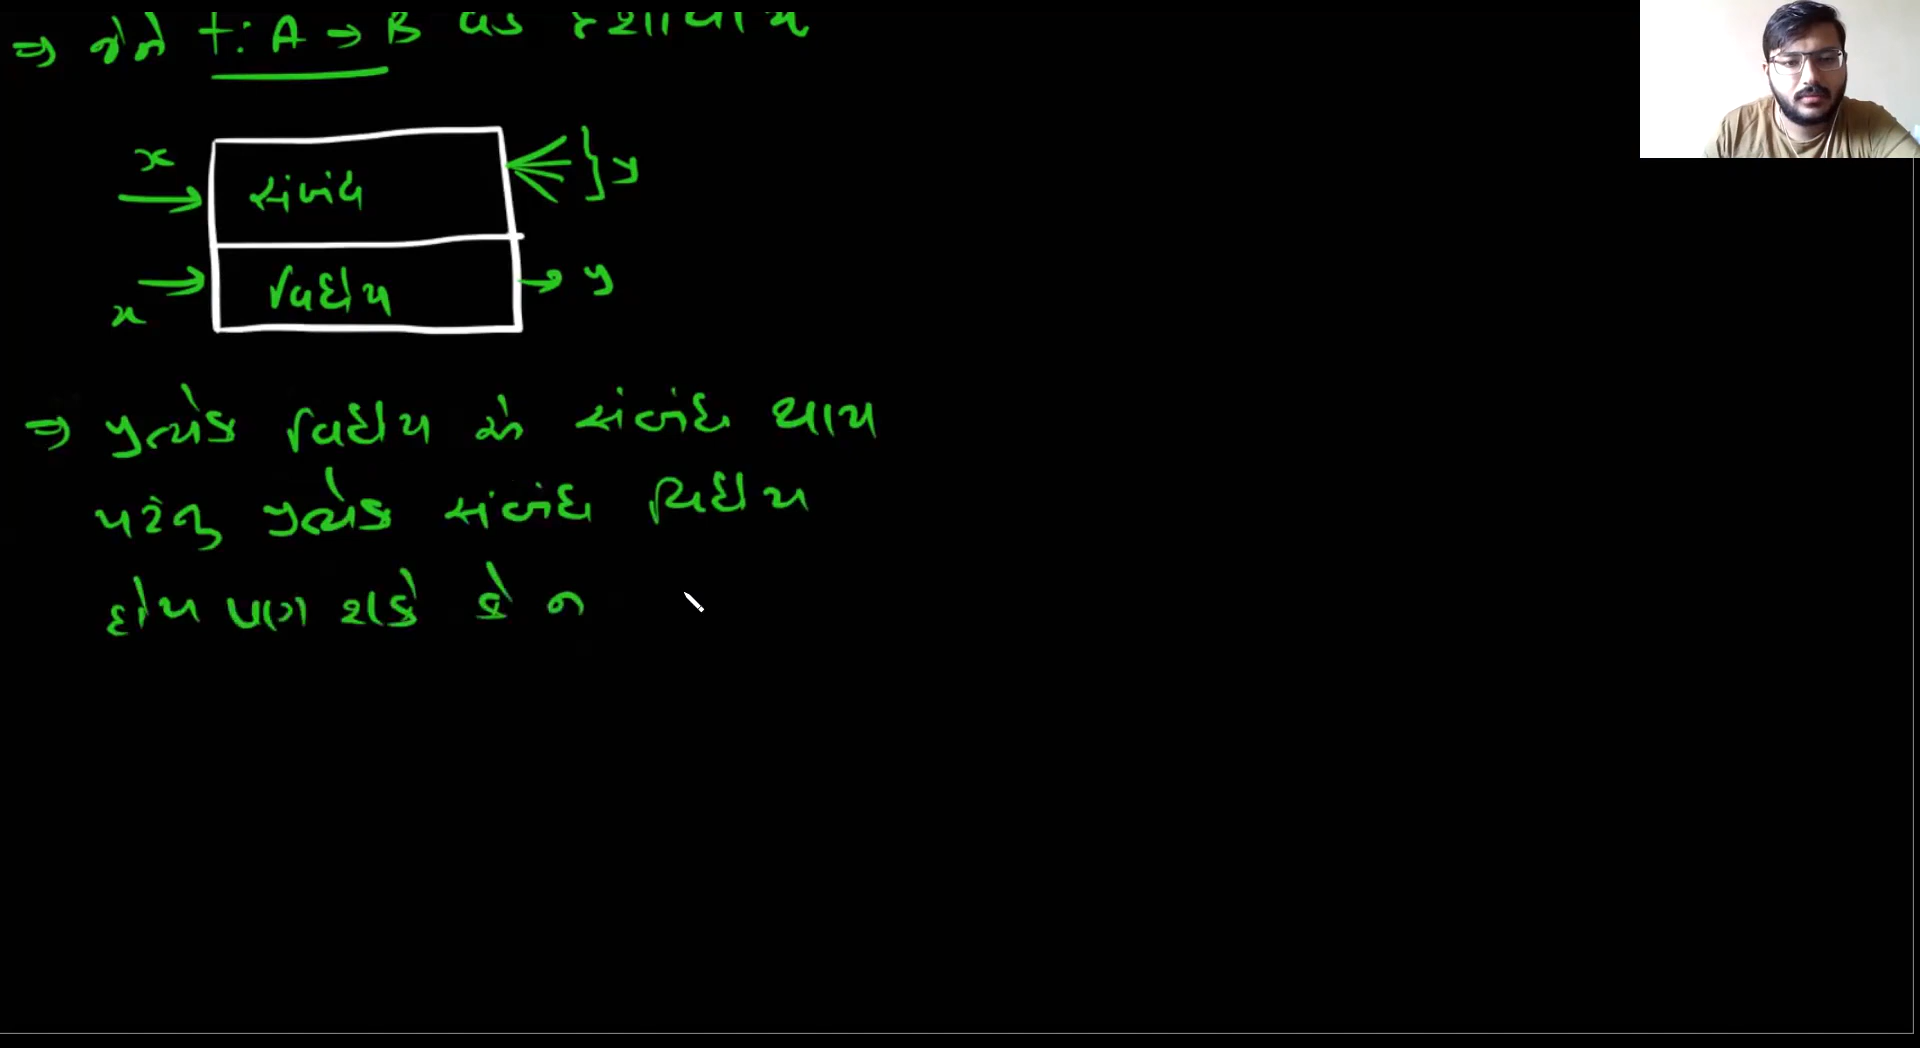 ⇒ જેને f: A → B વડે દર્શાવાય
x
સંબંધ
} y
x
વિધેય
→ y
⇒ પ્રત્યેક વિધેય એ સંબંધ થાય
પરંતુ પ્રત્યેક સંબંધ વિધેય
હોય પણ શકે કે ન